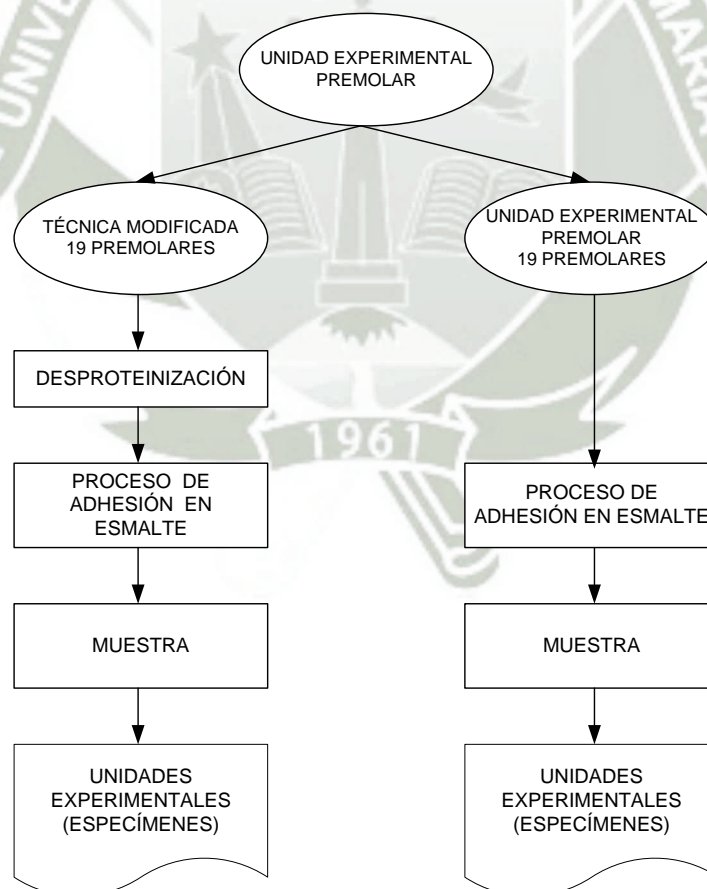 UNIDAD EXPERIMENTAL
PREMOLAR
TÉCNICA MODIFICADA
19 PREMOLARES
UNIDAD EXPERIMENTAL
PREMOLAR
19 PREMOLARES
DESPROTEINIZACIÓN
PROCESO DE
ADHESIÓN EN
ESMALTE
PROCESO DE
ADHESIÓN EN ESMALTE
MUESTRA
MUESTRA
UNIDADES
EXPERIMENTALES
(ESPECÍMENES)
UNIDADES
EXPERIMENTALES
(ESPECÍMENES)
1961